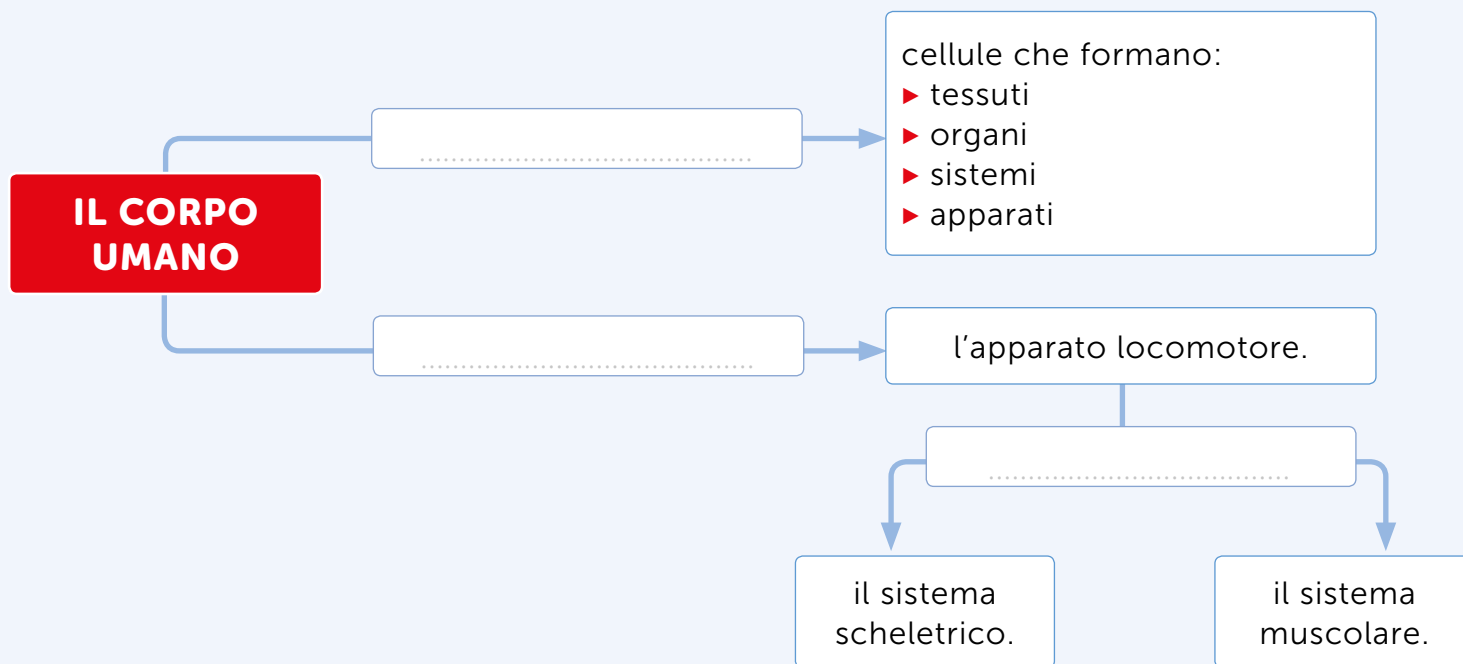 cellule che formano:
▶ tessuti
▶ organi
▶ sistemi
▶ apparati
IL CORPO
UMANO
l’apparato locomotore.
il sistema
scheletrico.
il sistema
muscolare.